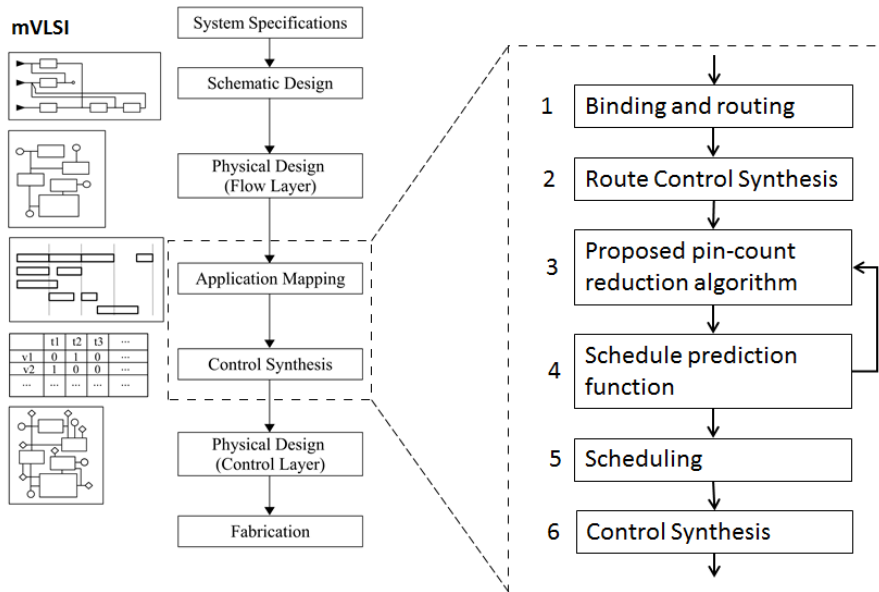 mVLSI
System Specifications
Schematic Design
Physical Design
(Flow Layer)
Application Mapping
Control Synthesis
Physical Design
(Control Layer)
Fabrication
t1 t2 t3 ...
v1 0 1 0 ...
v2 1 0 0 ...
... ... ... ... ...
1 Binding and routing
2 Route Control Synthesis
3 Proposed pin-count
reduction algorithm
4 Schedule prediction
function
5 Scheduling
6 Control Synthesis